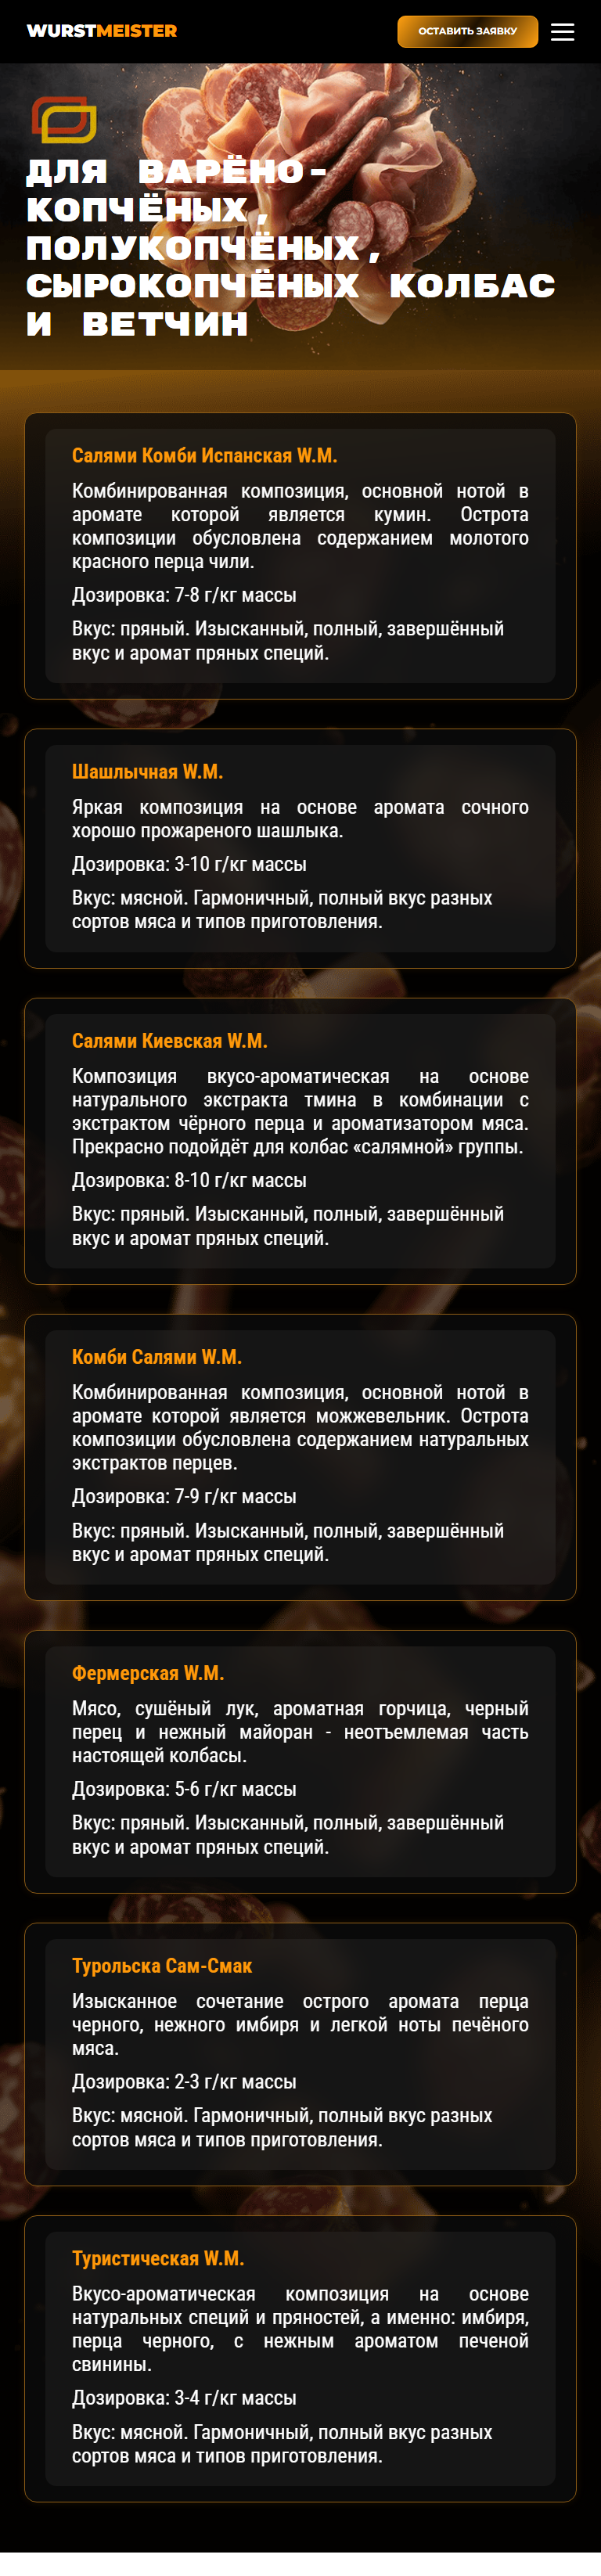 WURSTMEISTER
ОСТАВИТЬ ЗАЯВКУ
ДЛЯ ВАРЁНО-
КОПЧЁНЫХ,
ПОЛУКОПЧЁНЫХ,
СЫРОКОПЧЁНЫХ КОЛБАС
И ВЕТЧИН
Салями Комби Испанская W.M.
Комбинированная композиция, основной нотой в
аромате которой является кумин. Острота
композиции обусловлена содержанием молотого
красного перца чили.
Дозировка: 7-8 г/кг массы
Вкус: пряный. Изысканный, полный, завершённый
вкус и аромат пряных специй.
Шашлычная W.M.
Яркая композиция на основе аромата сочного
хорошо прожареного шашлыка.
Дозировка: 3-10 г/кг массы
Вкус: мясной. Гармоничный, полный вкус разных
сортов мяса и типов приготовления.
Салями Киевская W.M.
Композиция вкусо-ароматическая на основе
натурального экстракта тмина в комбинации с
экстрактом чёрного перца и ароматизатором мяса.
Прекрасно подойдёт для колбас «салямной» группы.
Дозировка: 8-10 г/кг массы
Вкус: пряный. Изысканный, полный, завершённый
вкус и аромат пряных специй.
Комби Салями W.M.
Комбинированная композиция, основной нотой в
аромате которой является можжевельник. Острота
композиции обусловлена содержанием натуральных
экстрактов перцев.
Дозировка: 7-9 г/кг массы
Вкус: пряный. Изысканный, полный, завершённый
вкус и аромат пряных специй.
Фермерская W.M.
Мясо, сушёный лук, ароматная горчица, черный
перец и нежный майоран - неотъемлемая часть
настоящей колбасы.
Дозировка: 5-6 г/кг массы
Вкус: пряный. Изысканный, полный, завершённый
вкус и аромат пряных специй.
Турольска Сам-Смак
Изысканное сочетание острого аромата перца
черного, нежного имбиря и легкой ноты печёного
мяса.
Дозировка: 2-3 г/кг массы
Вкус: мясной. Гармоничный, полный вкус разных
сортов мяса и типов приготовления.
Туристическая W.M.
Вкусо-ароматическая композиция на основе
натуральных специй и пряностей, а именно: имбиря,
перца черного, с нежным ароматом печеной
свинины.
Дозировка: 3-4 г/кг массы
Вкус: мясной. Гармоничный, полный вкус разных
сортов мяса и типов приготовления.